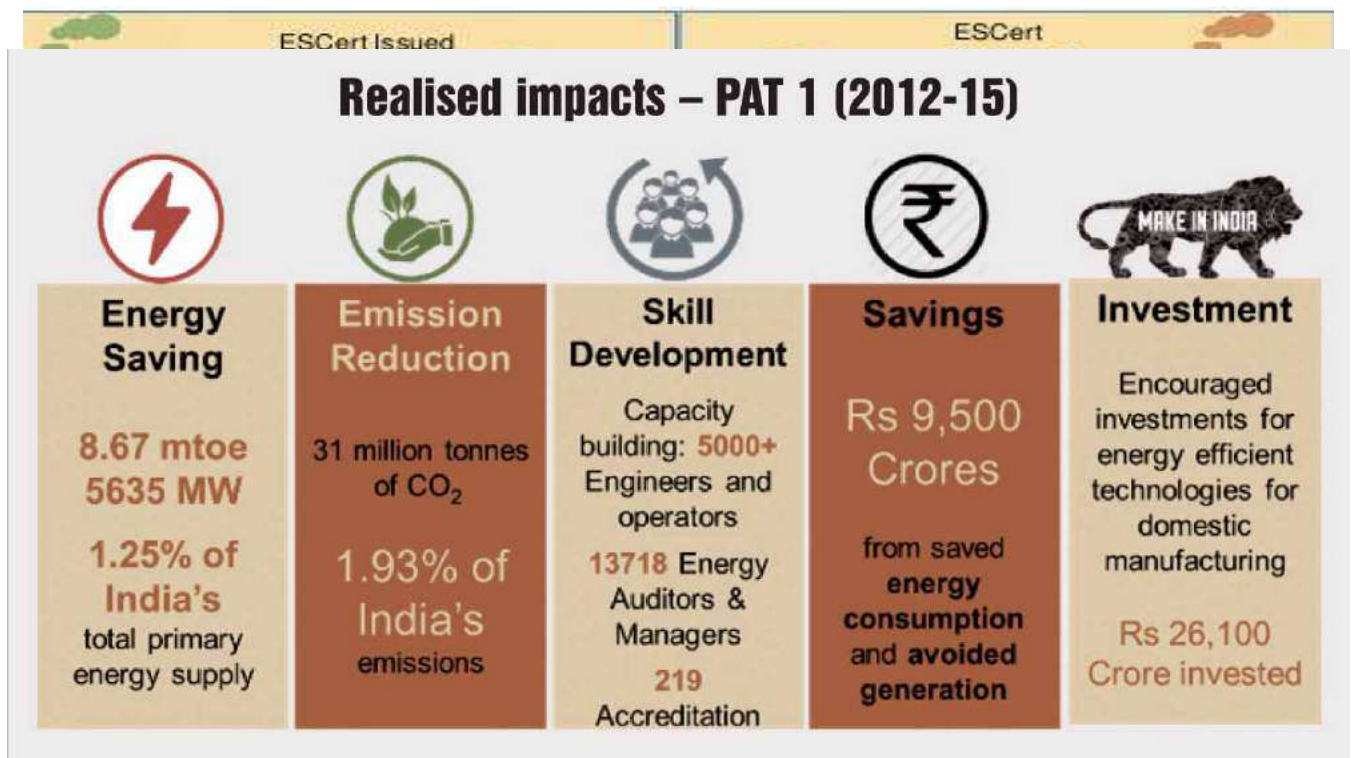 ESCert Issued
ESCert
Realised impacts – PAT 1 (2012-15)
MAKE IN INDIA
Energy
Saving
8.67 mtoe
5635 MW
1.25% of
India's
total primary
energy supply
Emission
Reduction
31 million tonnes
of CO₂
1.93% of
India's
emissions
Skill
Development
Capacity
building: 5000+
Engineers and
operators
13718 Energy
Auditors &
Managers
219
Accreditation
₹
Savings
Rs 9,500
Crores
from saved
energy
consumption
and avoided
generation
Investment
Encouraged
investments for
energy efficient
technologies for
domestic
manufacturing
Rs 26,100
Crore invested